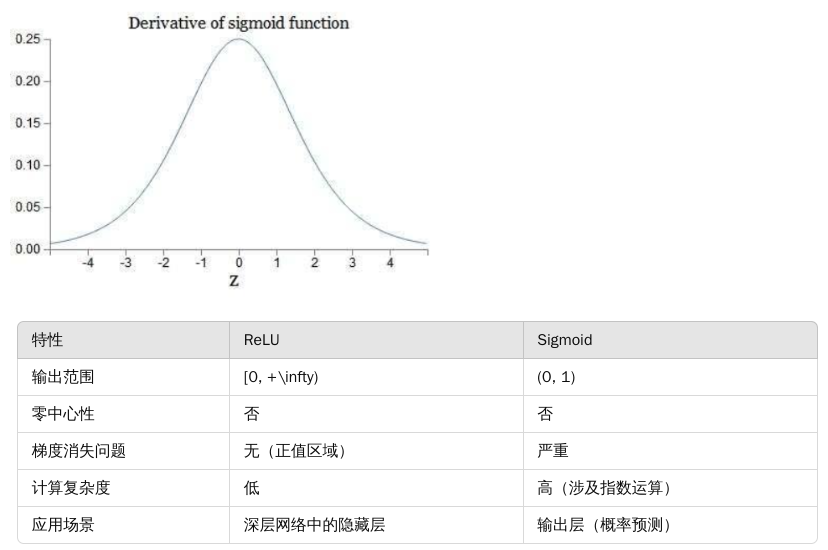 Derivative of sigmoid function
0.25
0.20
0.15
0.10
0.05
0.00
-4 -3 -2 -1 0 1 2 3 4
Z
特性 ReLU Sigmoid
输出范围 [0, +\infty) (0, 1)
零中心性 否 否
梯度消失问题 无（正值区域） 严重
计算复杂度 低 高（涉及指数运算）
应用场景 深层网络中的隐藏层 输出层（概率预测）